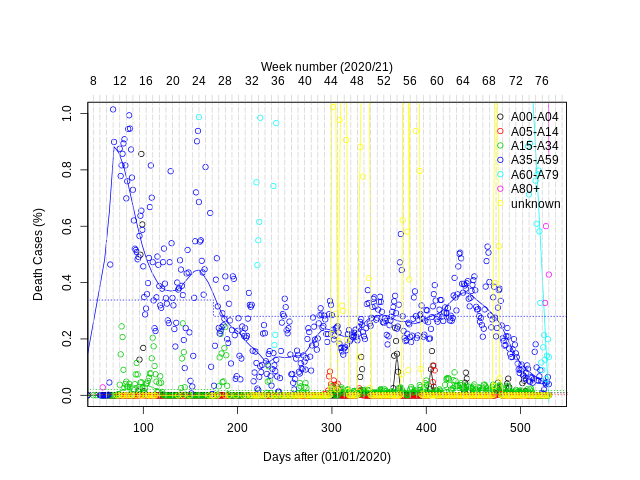 Week number (2020/21)
8 12 16 20 24 28 32 36 40 44 48 52 56 60 64 68 72 76
Death Cases (%)
1.0
0.8
0.6
0.4
0.2
0.0
A00-A04
A05-A14
A15-A34
A35-A59
A60-A79
A80+
unknown
100 200 300 400 500
Days after (01/01/2020)